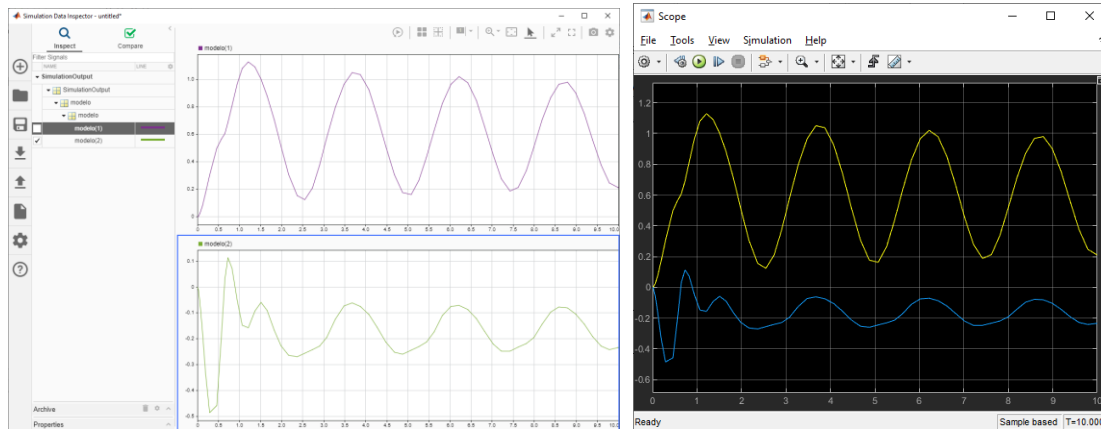 Simulation Data Inspector - untitled*
Inspect
Compare
Filter Signals
NAME
LINE
SimulationOutput
SimulationOutput
modelo
modelo
modelo(1)
modelo(2)
Archive
Properties
modelo(1)
1.0
0.8
0.6
0.4
0.2
0
0 0.5 1.0 1.5 2.0 2.5 3.0 3.5 4.0 4.5 5.0 5.5 6.0 6.5 7.0 7.5 8.0 8.5 9.0 9.5 10.0
modelo(2)
0.1
0
-0.1
-0.2
-0.3
-0.4
-0.5
0 0.5 1.0 1.5 2.0 2.5 3.0 3.5 4.0 4.5 5.0 5.5 6.0 6.5 7.0 7.5 8.0 8.5 9.0 9.5 10.0
Scope
File Tools View Simulation Help
1.2
1
0.8
0.6
0.4
0.2
0
-0.2
-0.4
-0.6
0 1 2 3 4 5 6 7 8 9 10
Ready
Sample based T=10.000